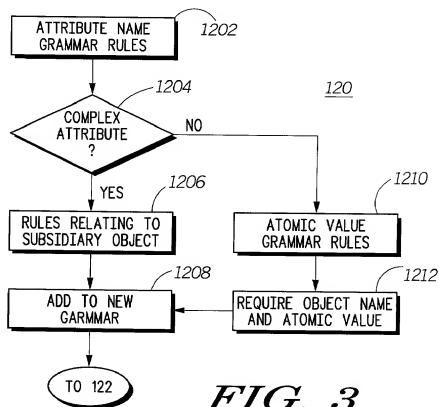 ATTRIBUTE NAME
GRAMMAR RULES
1202
1204
120
COMPLEX
ATTRIBUTE
?
NO
YES
1206
1210
RULES RELATING TO
SUBSIDIARY OBJECT
ATOMIC VALUE
GRAMMAR RULES
1208
1212
ADD TO NEW
GARMMAR
REQUIRE OBJECT NAME
AND ATOMIC VALUE
TO 122
FIG. 3